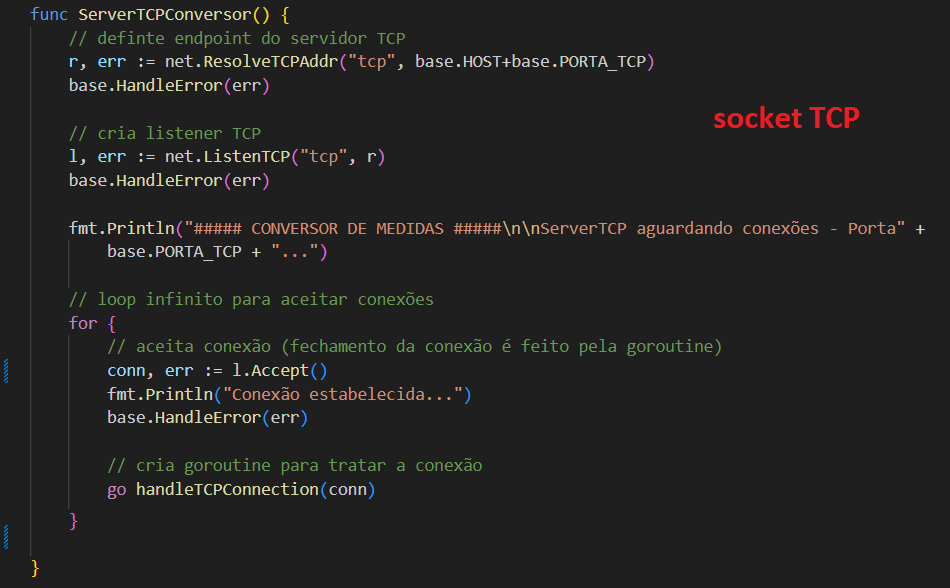 func ServerTCPConversor() {
// definte endpoint do servidor TCP
r, err := net.ResolveTCPAddr("tcp", base.HOST+base.PORTA_TCP)
base.HandleError(err)
// cria listener TCP
socket TCP
l, err := net.ListenTCP("tcp", r)
base.HandleError(err)
fmt.Println("##### CONVERSOR DE MEDIDAS #####\n\nServerTCP aguardando conexões - Porta" +
base.PORTA_TCP + "...")
// loop infinito para aceitar conexões
for {
// aceita conexão (fechamento da conexão é feito pela goroutine)
conn, err := l.Accept()
fmt.Println("Conexão estabelecida...")
base.HandleError(err)
// cria goroutine para tratar a conexão
go handleTCPConnection(conn)
}
}